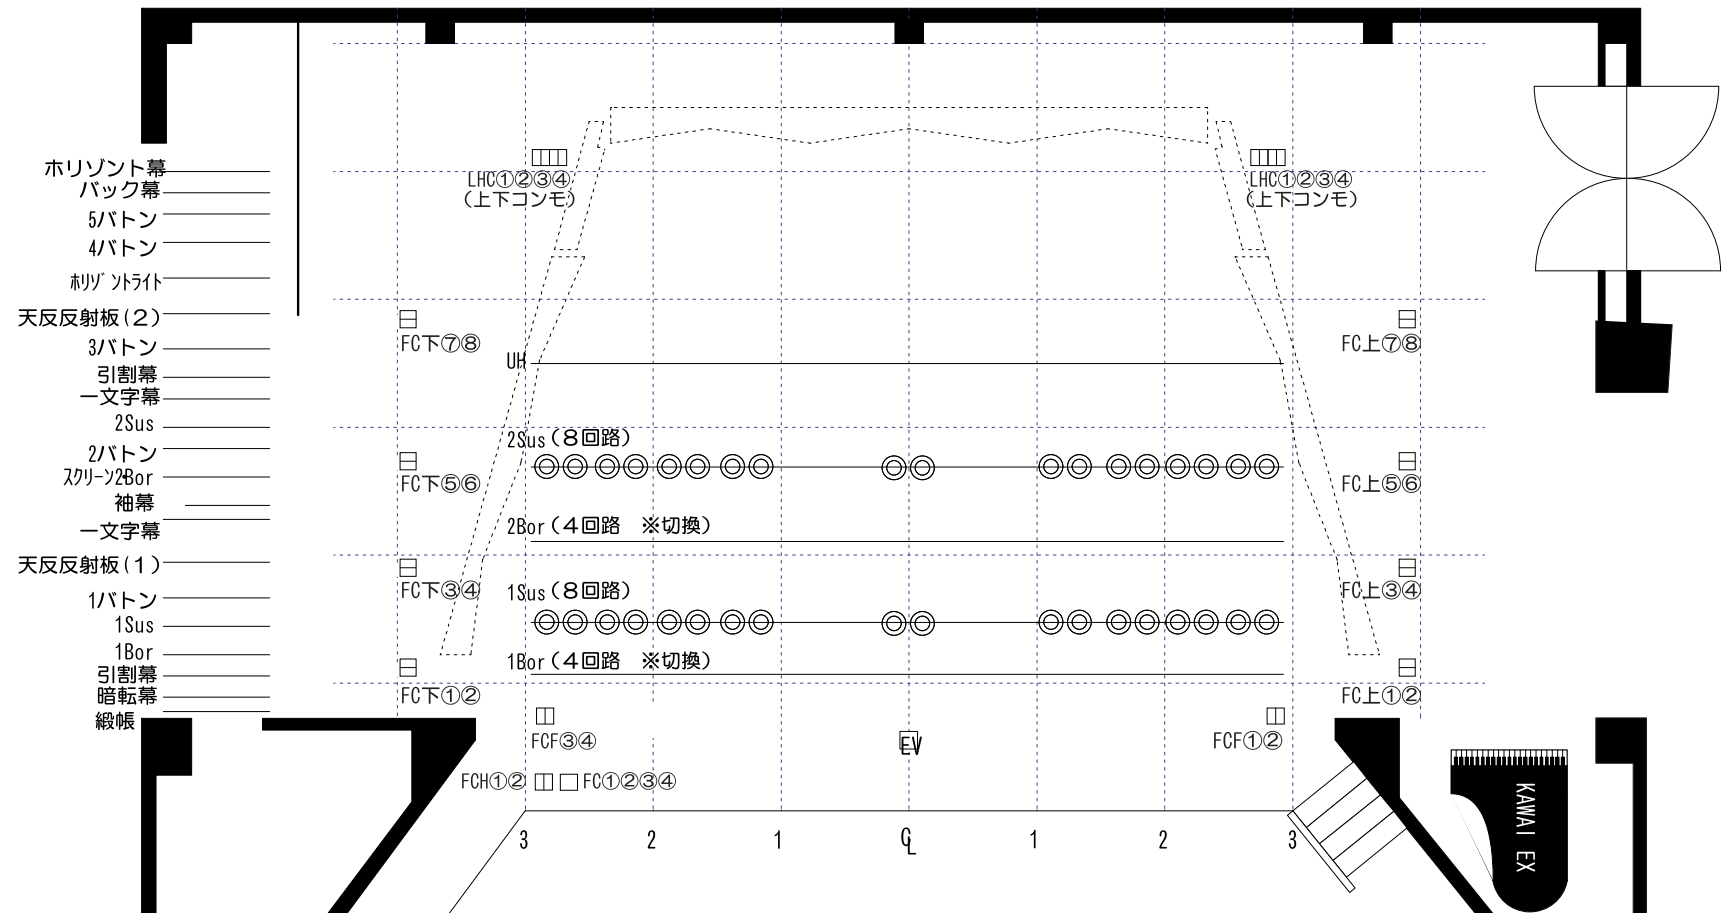 ホリゾント幕
バック幕
5バトン
4バトン
ホリゾントライト
天反反射板(2)
3バトン
引割幕
一文字幕
2Sus
2バトン
スクリーン2Bor
袖幕
一文字幕
天反反射板(1)
1バトン
1Sus
1Bor
引割幕
暗転幕
緞帳
LHC①②③④
(上下コンモ)
LHC①②③④
(上下コンモ)
FC下⑦⑧
FC上⑦⑧
UH
2Sus(8回路)
FC下⑤⑥
FC上⑤⑥
2Bor(4回路 ※切換)
FC下③④
FC上③④
1Sus(8回路)
1Bor(4回路 ※切換)
FC下①②
FC上①②
FCF③④
EV
FCF①②
FCH①②
FC①②③④
3 2 1 CL 1 2 3
KAWAI EX